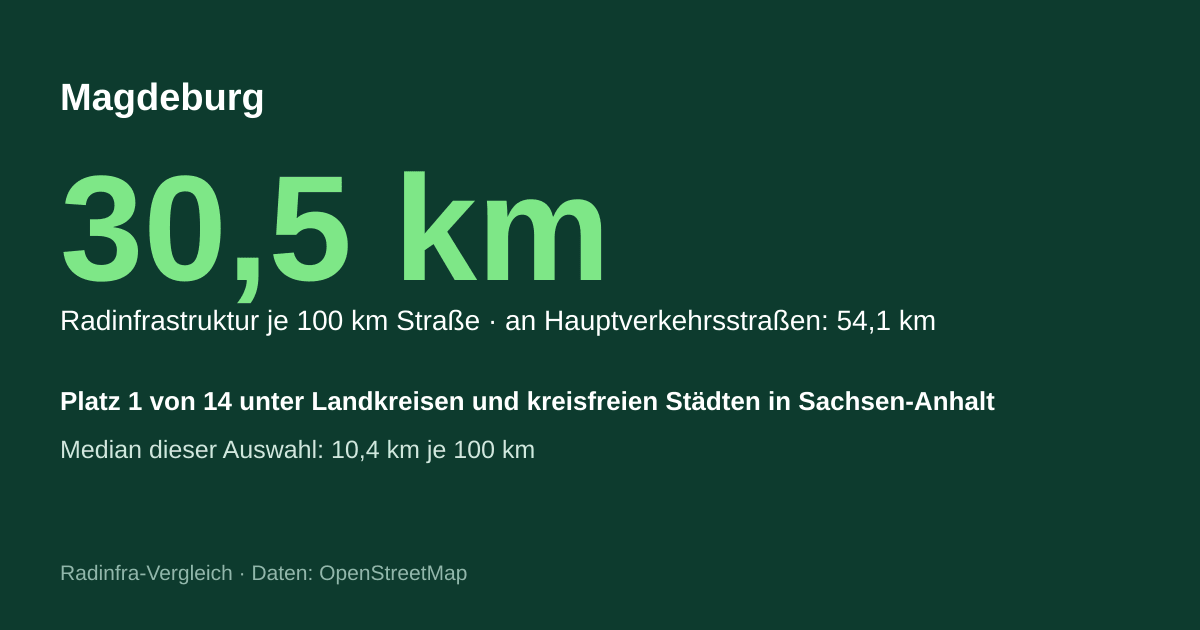 Magdeburg
30,5 km
Radinfrastruktur je 100 km Straße · an Hauptverkehrsstraßen: 54,1 km
Platz 1 von 14 unter Landkreisen und kreisfreien Städten in Sachsen-Anhalt
Median dieser Auswahl: 10,4 km je 100 km
Radinfra-Vergleich · Daten: OpenStreetMap